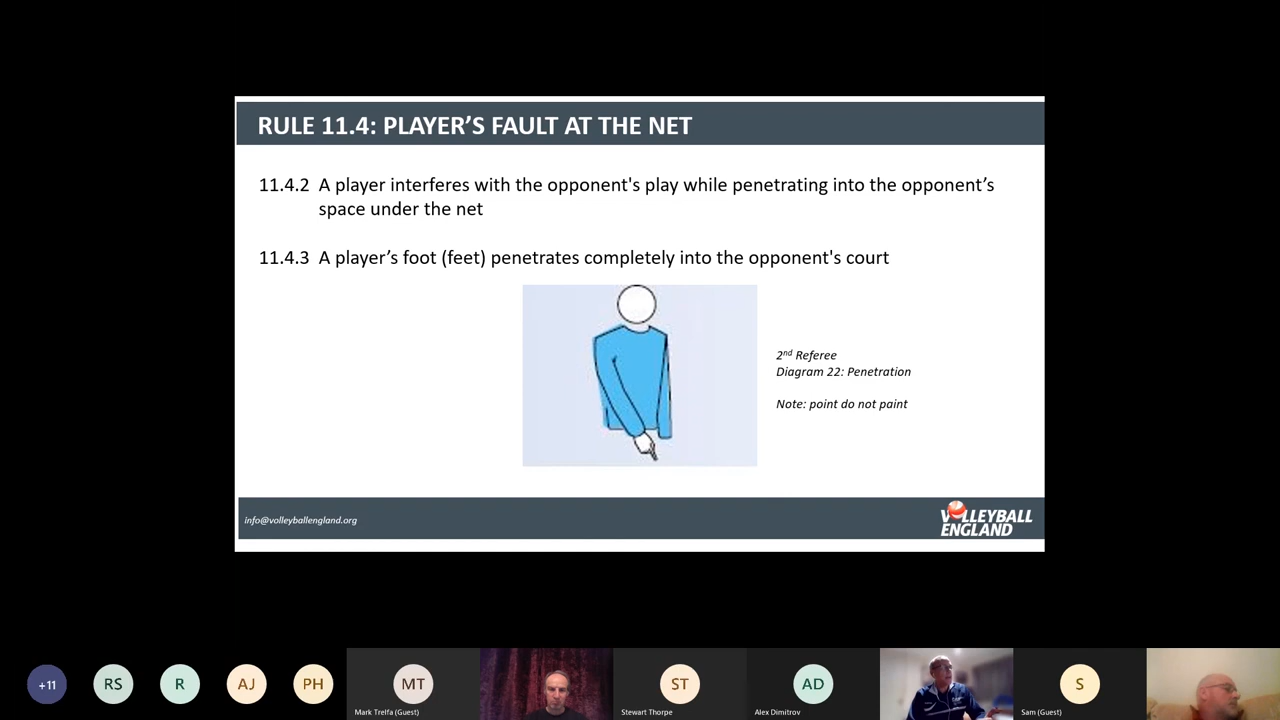 RULE 11.4: PLAYER'S FAULT AT THE NET
11.4.2 A player interferes with the opponent's play while penetrating into the opponent's
space under the net
11.4.3 A player's foot (feet) penetrates completely into the opponent's court
2nd Referee
Diagram 22: Penetration
Note: point do not paint
info@volleyballengland.org
VOLLEYBALL
ENGLAND
+11
RS
R
AJ
PH
MT
ST
AD
S
Mark Trelfa (Guest)
Stewart Thorpe
Alex Dimitrov
Sam (Guest)